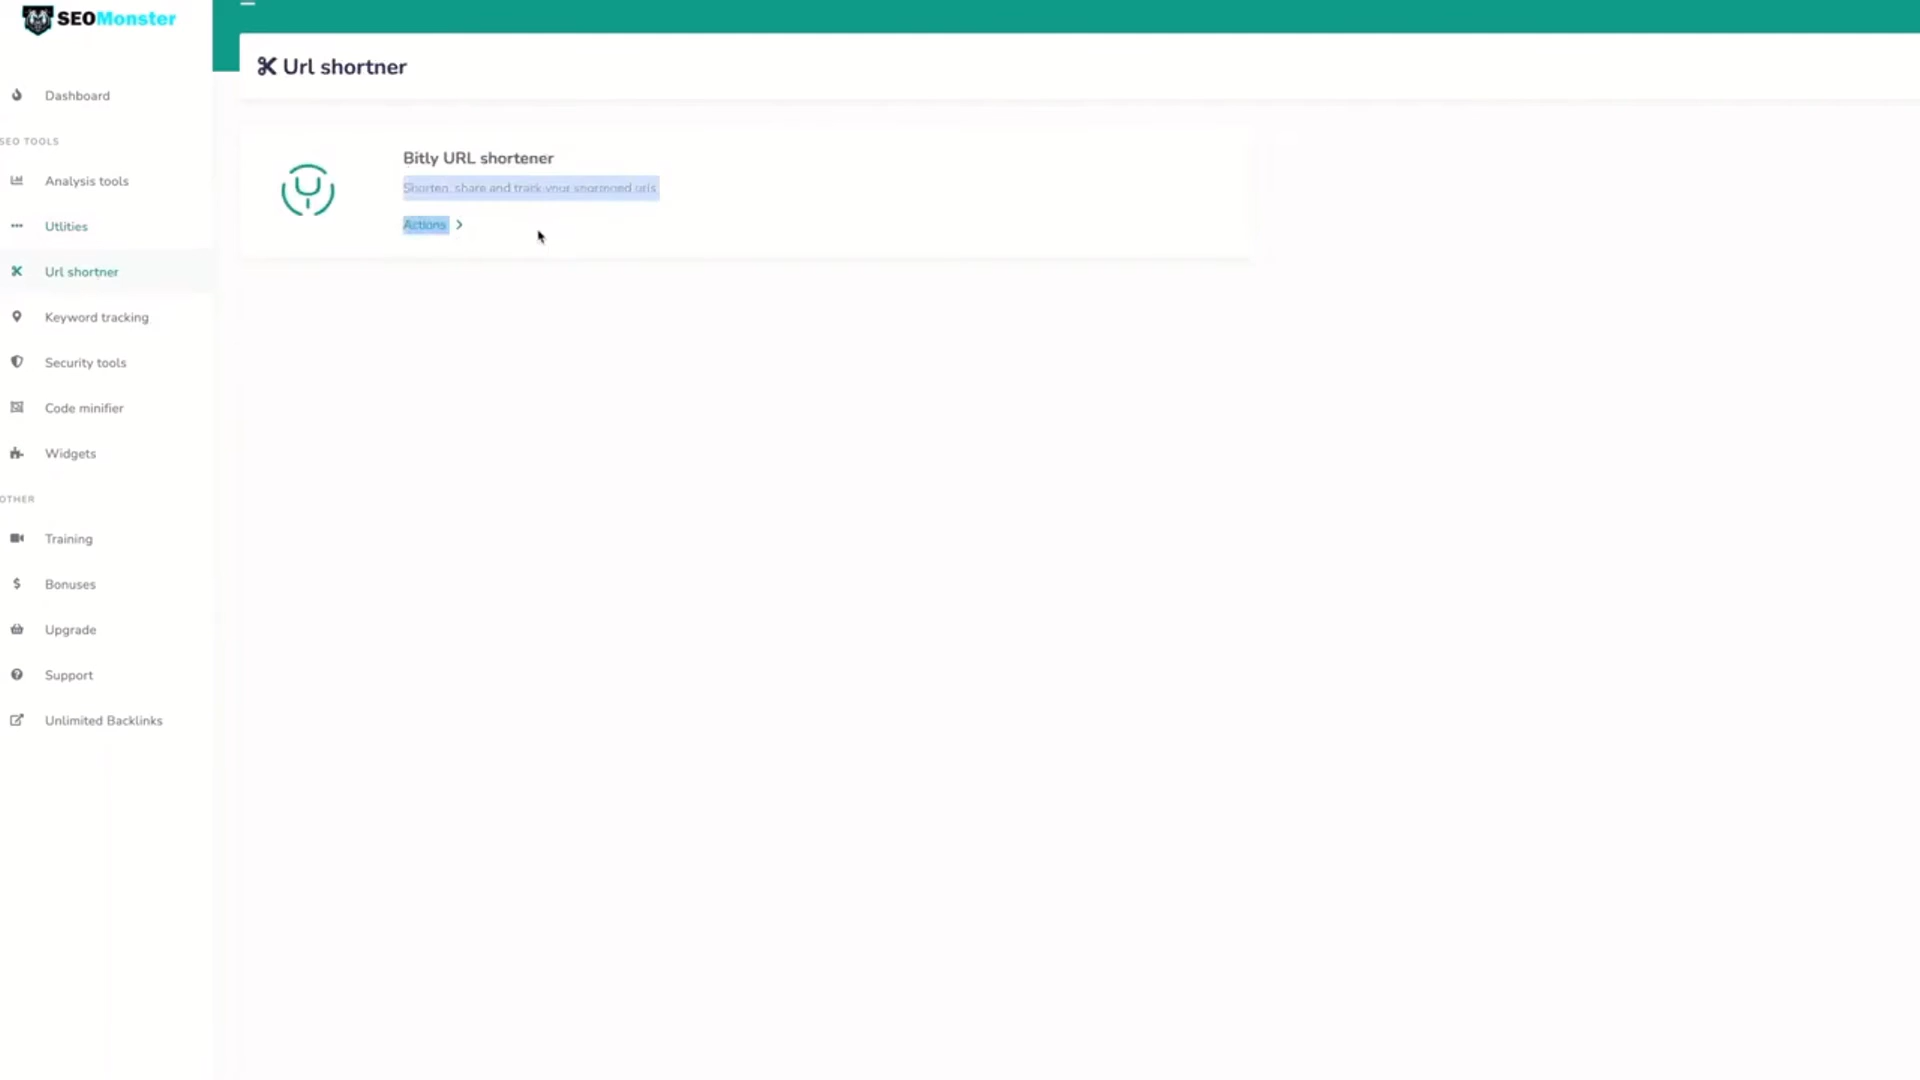 SEOMonster
Dashboard
SEO TOOLS
Analysis tools
Utlities
Url shortner
Keyword tracking
Security tools
Code minifier
Widgets
OTHER
Training
Bonuses
Upgrade
Support
Unlimited Backlinks
Url shortner
Bitly URL shortener
Shorten, share and track your shortened urls
Actions